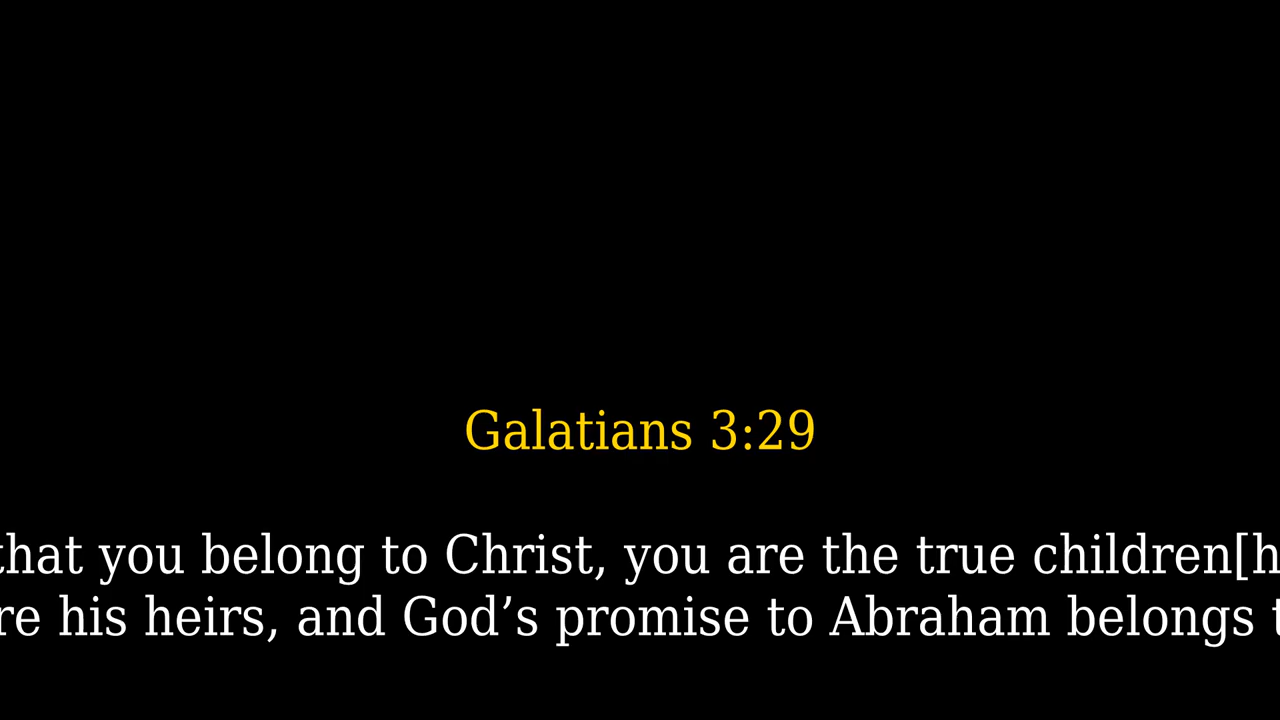 Galatians 3:29
that you belong to Christ, you are the true children[h
re his heirs, and God’s promise to Abraham belongs t